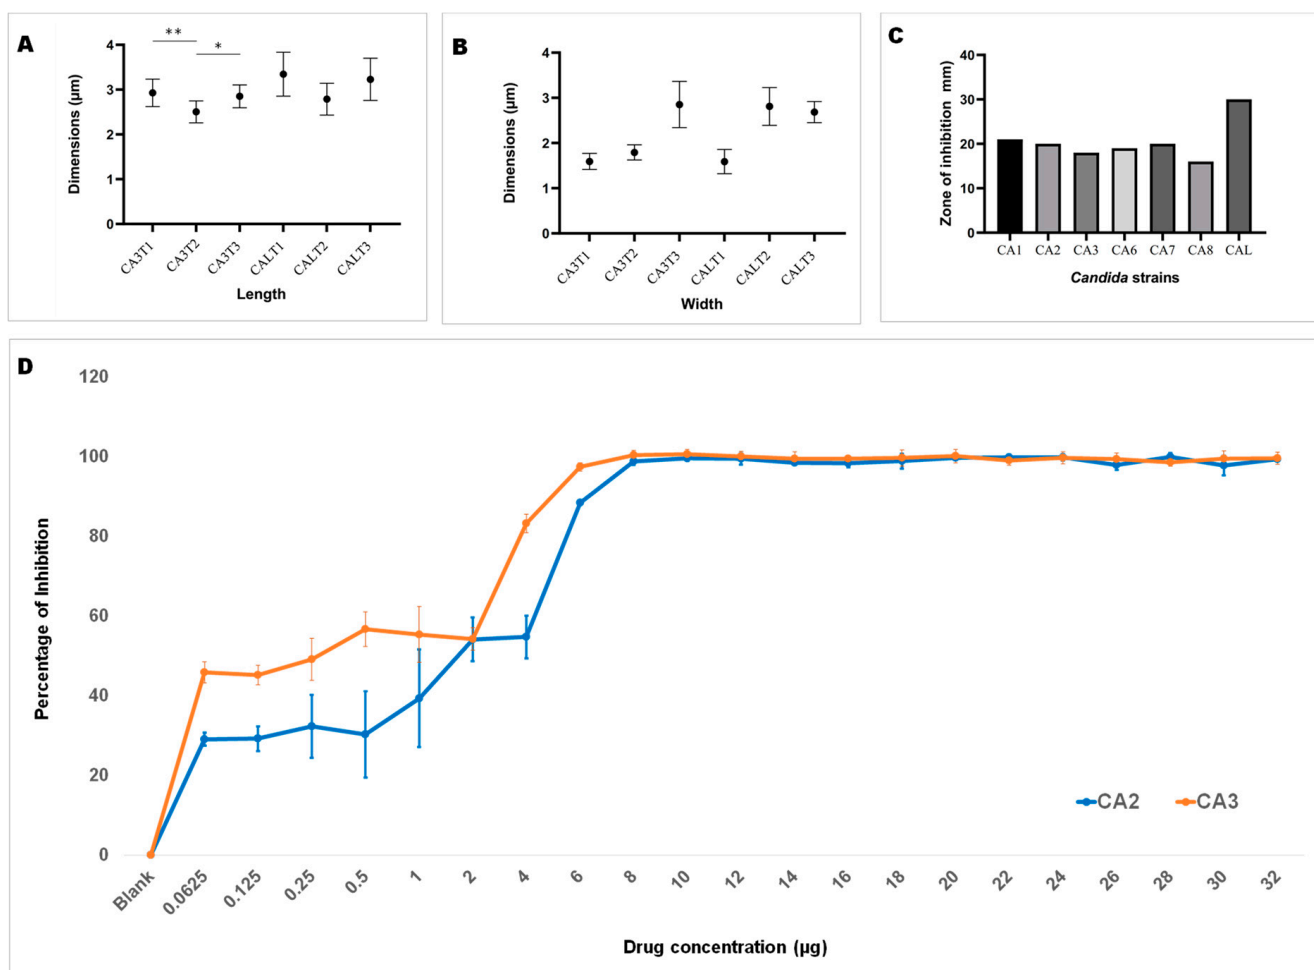 A
**
*
Dimensions (µm)
4
3
2
1
0
CA3T1
CA3T2
CA3T3
CALT1
CALT2
CALT3
Length
B
Dimensions (µm)
4
3
2
1
0
CA3T1
CA3T2
CA3T3
CALT1
CALT2
CALT3
Width
C
Zone of inhibition mm)
40
30
20
10
0
CA1 CA2 CA3 CA6 CA7 CA8 CAL
Candida strains
D
Percentage of Inhibition
120
100
80
60
40
20
0
Blank 0.0625 0.125 0.25 0.5 1 2 4 6 8 10 12 14 16 18 20 22 24 26 28 30 32
CA2 CA3
Drug concentration (µg)